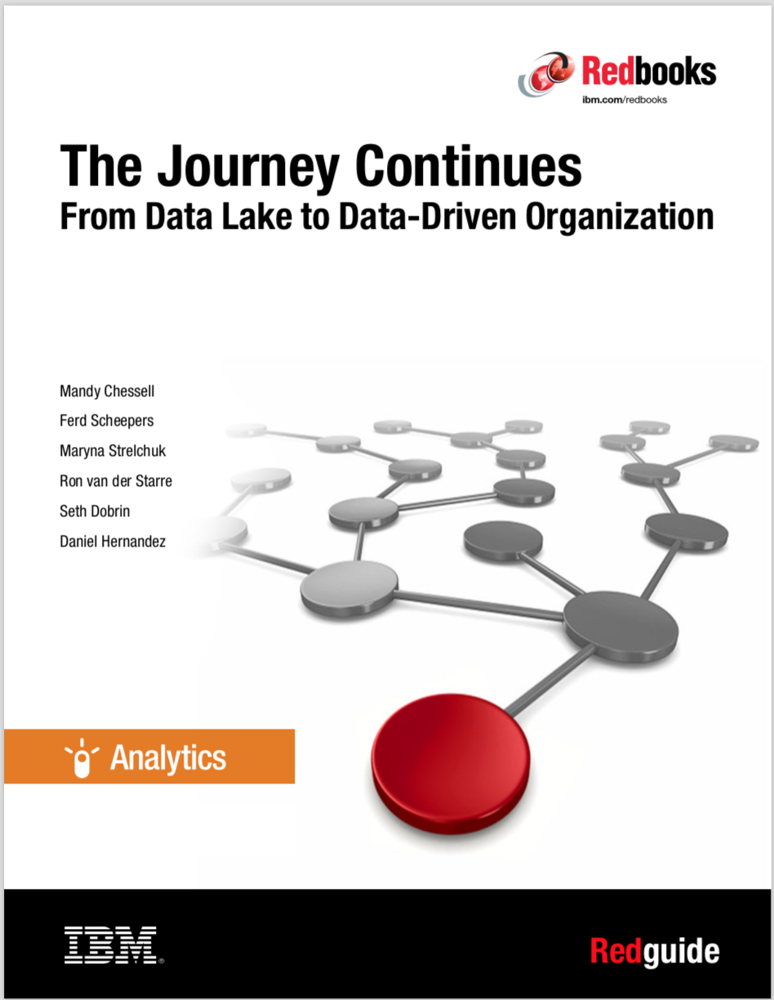 Redbooks
ibm.com/redbooks
The Journey Continues
From Data Lake to Data-Driven Organization
Mandy Chessell
Ferd Scheepers
Maryna Strelchuk
Ron van der Starre
Seth Dobrin
Daniel Hernandez
Analytics
IBM®
Redguide